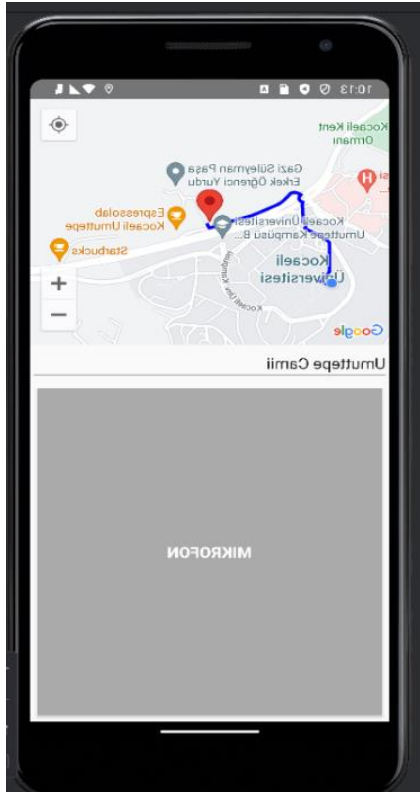 10:13
Kocaeli Kent
Ormanı
H
Gazi Süleyman Paşa
Erkek Öğrenci Yurdu
Espressolab
Kocaeli Umuttepe
Kocaeli Üniversitesi
Umuttepe Kampüsü B...
Starbucks
Kocaeli
Üniversitesi
+
−
Google
Umuttepe Camii
MIKROFON